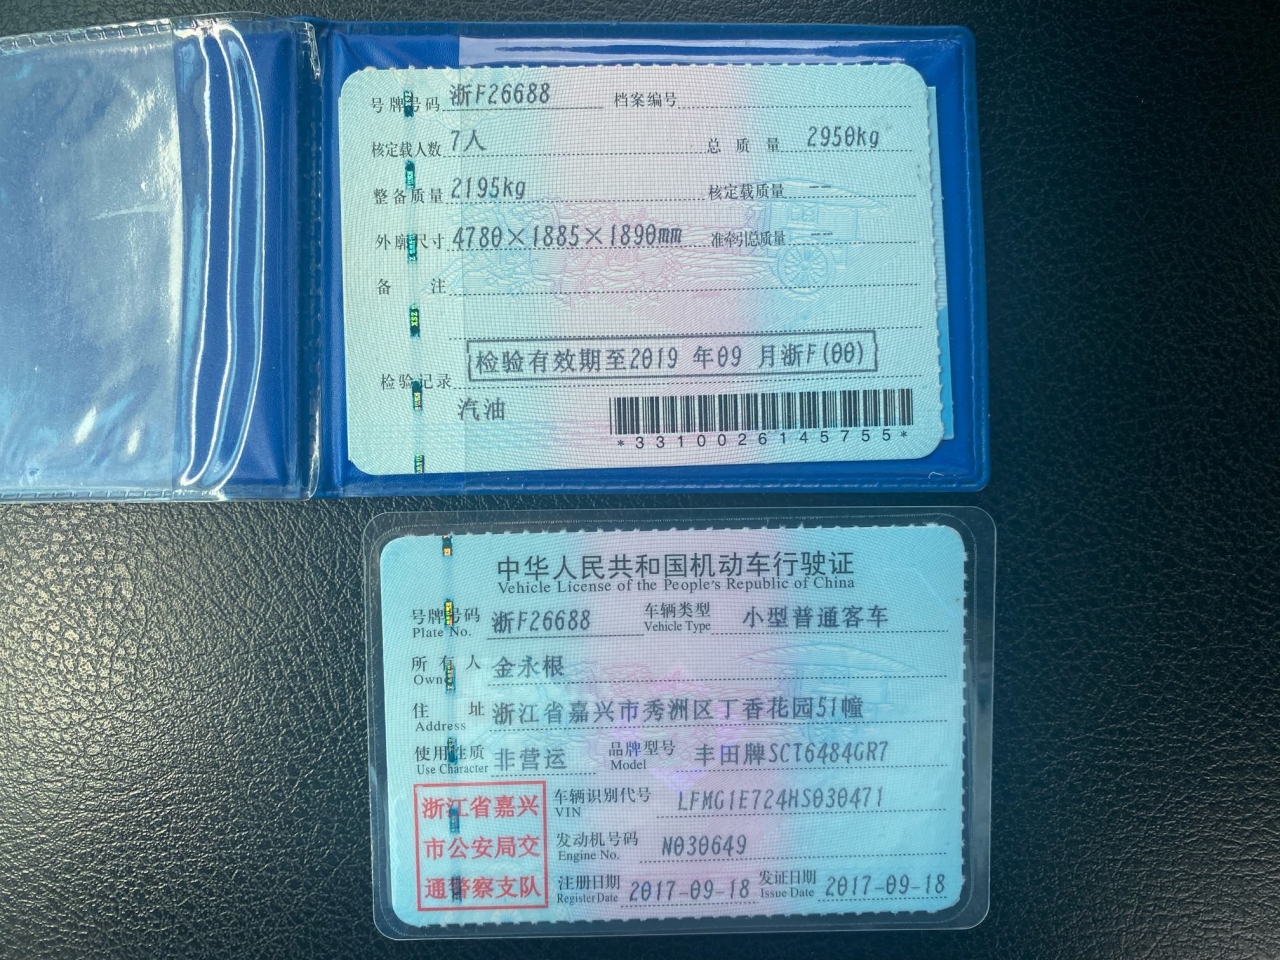 号牌号码 浙F26688 档案编号
核定载人数 7人 总质量 2950kg
整备质量 2195kg 核定载质量 --
外廓尺寸 4780×1885×1890mm 准牵引总质量 --
备注
检验有效期至2019 年09 月浙F(00)
检验记录
汽油
*3310026145755*
中华人民共和国机动车行驶证
Vehicle License of the People's Republic of China
号牌号码 浙F26688 车辆类型 小型普通客车
Plate No. Vehicle Type
所有人 金永根
Owner
住址 浙江省嘉兴市秀洲区丁香花园51幢
Address
使用性质 非营运 品牌型号 丰田牌SCT6484GR7
Use Character Model
浙江省嘉兴
市公安局交
通警察支队
车辆识别代号 LFMG1E724HS030471
VIN
发动机号码 N030649
Engine No.
注册日期 2017-09-18 发证日期 2017-09-18
Register Date Issue Date